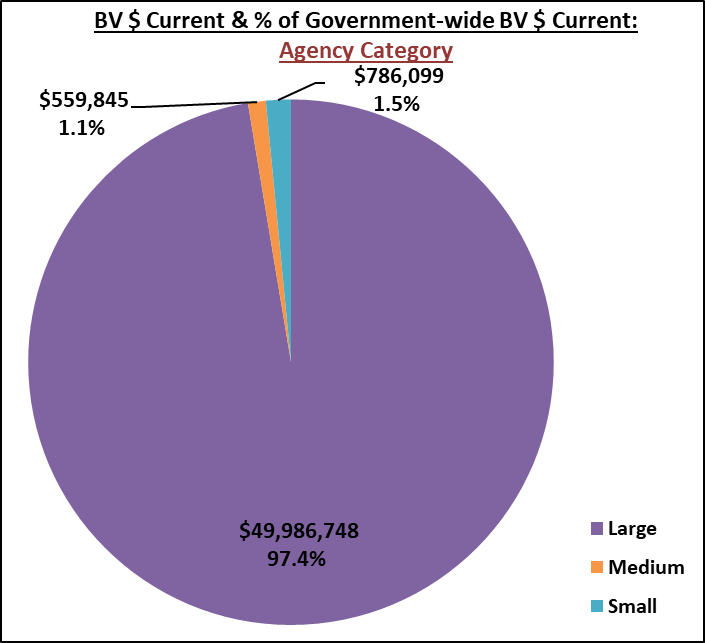 BV $ Current & % of Government-wide BV $ Current:
Agency Category
$786,099
1.5%
$559,845
1.1%
$49,986,748
97.4%
Large
Medium
Small